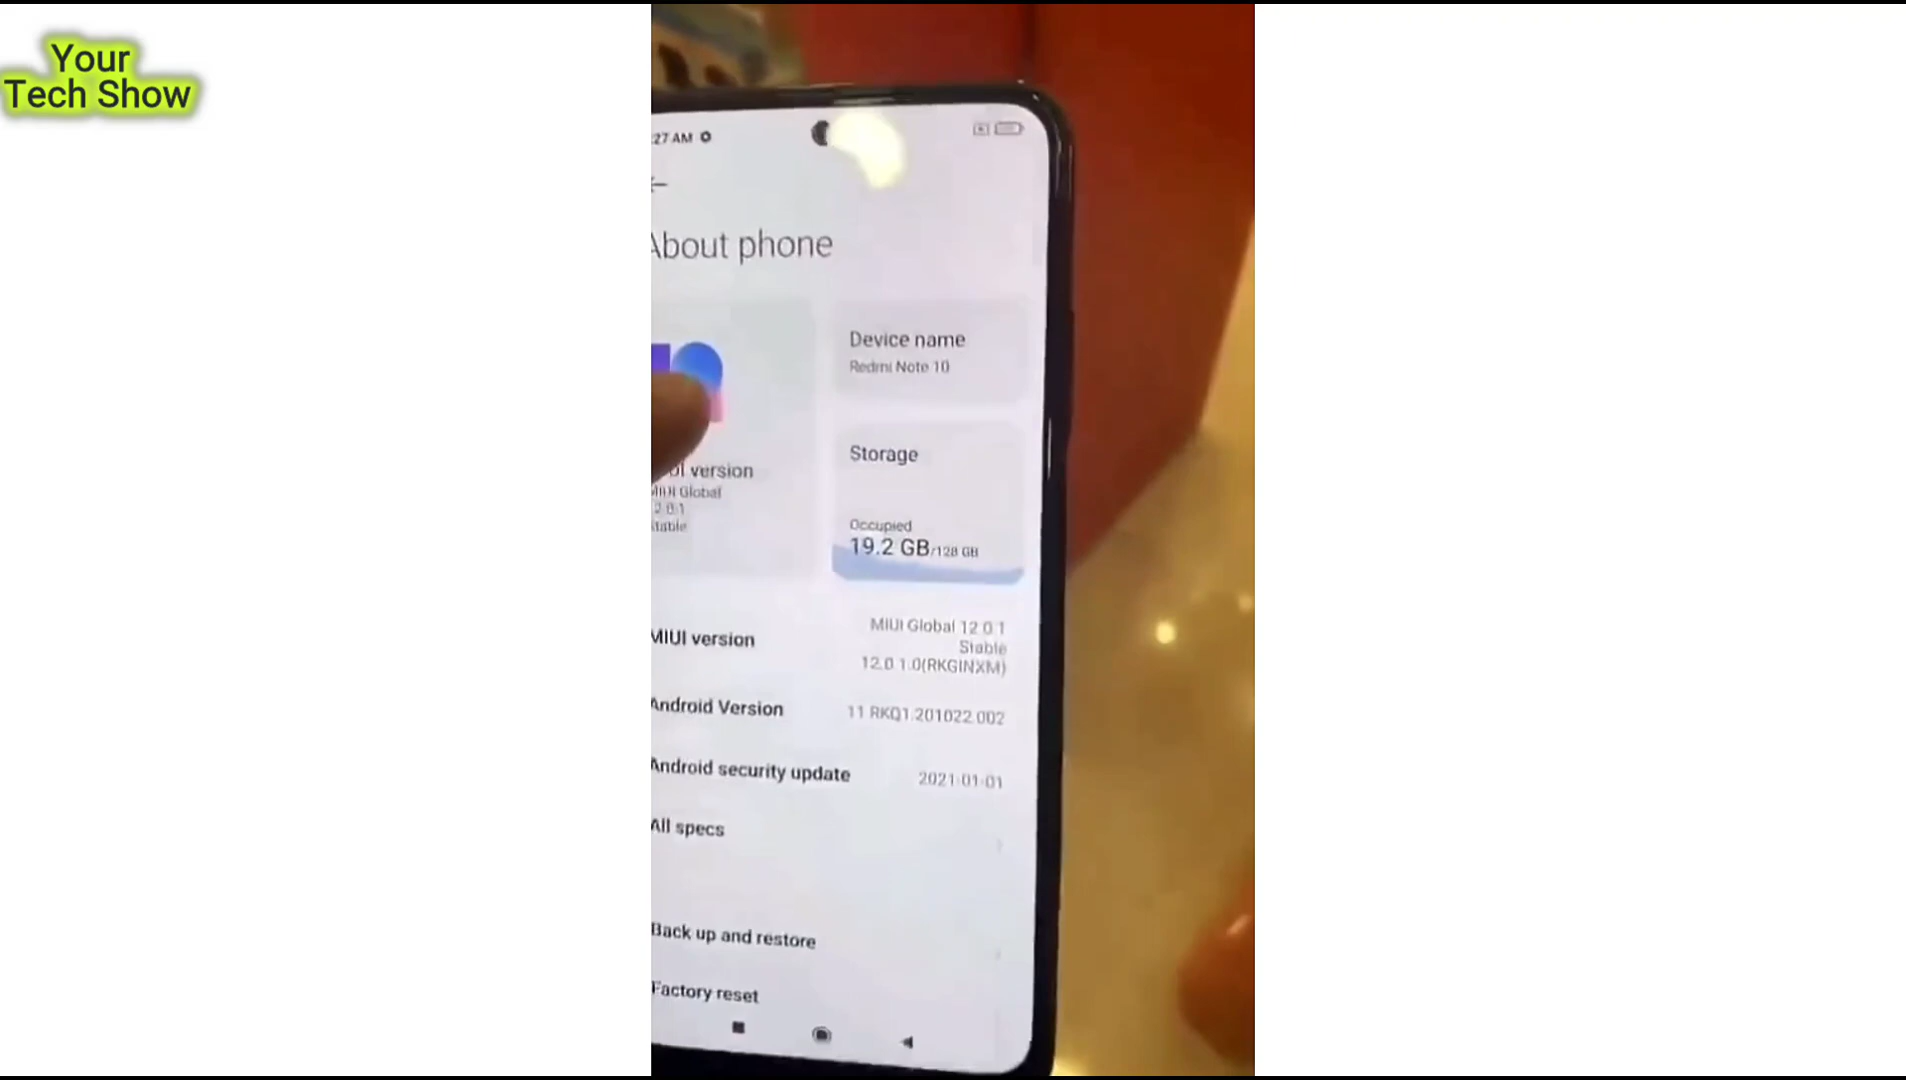 Your
Tech Show
:27 AM
About phone
Device name
Redmi Note 10
Storage
version
MIUI Global
Occupied
19.2 GB/128 GB
MIUI version
MIUI Global 12.0.1
Stable
12.0.1.0(RKGINXM)
Android Version
11 RKQ1.201022.002
Android security update
2021-01-01
All specs
Back up and restore
Factory reset